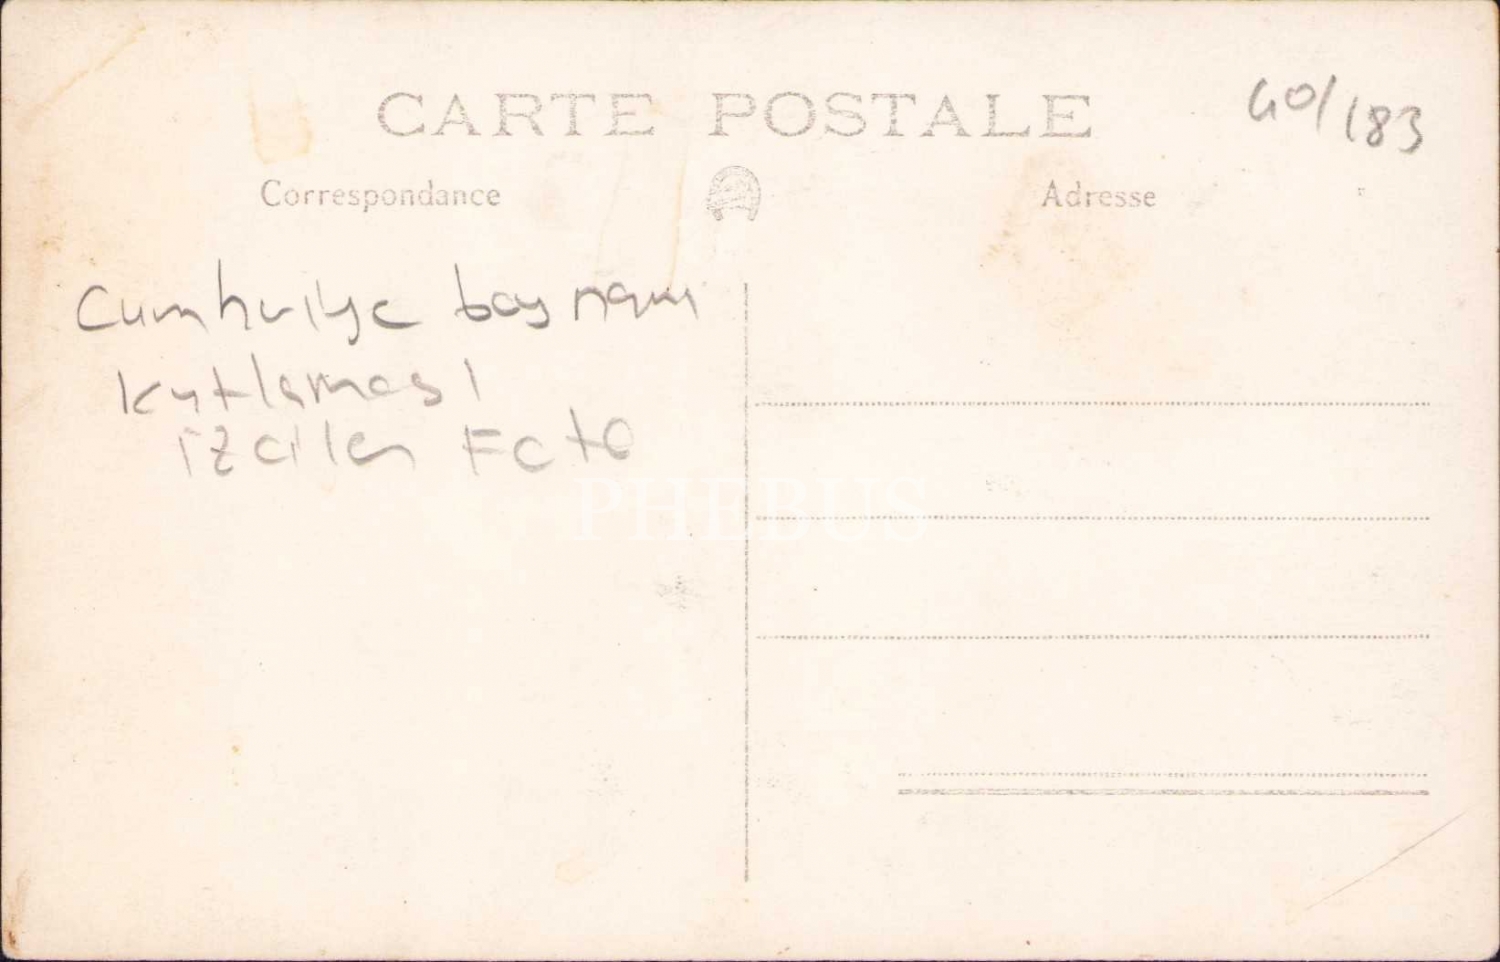 CARTE POSTALE
40/183
Correspondance
Adresse
Cumhuriye bayramı
kutlaması
izciler Foto
PHEBUS